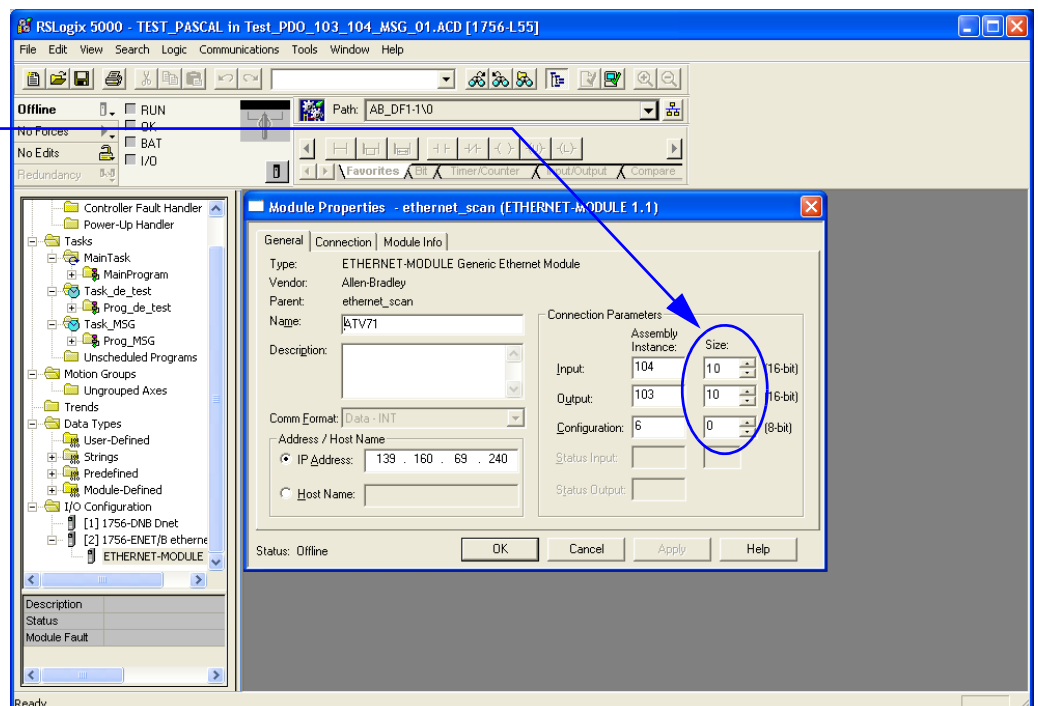 RSLogix 5000 - TEST_PASCAL in Test_PDO_103_104_MSG_01.ACD [1756-L55]
File Edit View Search Logic Communications Tools Window Help
Offline
RUN
Path: AB_DF1-1\0
No Forces
OK
No Edits
BAT
I/O
Redundancy
Favorites Bit Timer/Counter Input/Output Compare
Controller Fault Handler
Power-Up Handler
Tasks
MainTask
MainProgram
Task_de_test
Prog_de_test
Task_MSG
Prog_MSG
Unscheduled Programs
Motion Groups
Ungrouped Axes
Trends
Data Types
User-Defined
Strings
Predefined
Module-Defined
I/O Configuration
[1] 1756-DNB Dnet
[2] 1756-ENET/B etherne
ETHERNET-MODULE
Description
Status
Module Fault
Module Properties - ethernet_scan (ETHERNET-MODULE 1.1)
General Connection Module Info
Type: ETHERNET-MODULE Generic Ethernet Module
Vendor: Allen-Bradley
Parent: ethernet_scan
Name: ATV71
Description:
Comm Format: Data - INT
Address / Host Name
IP Address: 139 . 160 . 69 . 240
Host Name:
Connection Parameters
Assembly Instance: Size:
Input: 104 10 (16-bit)
Output: 103 10 (16-bit)
Configuration: 6 0 (8-bit)
Status Input:
Status Output:
Status: Offline
OK Cancel Apply Help
Ready